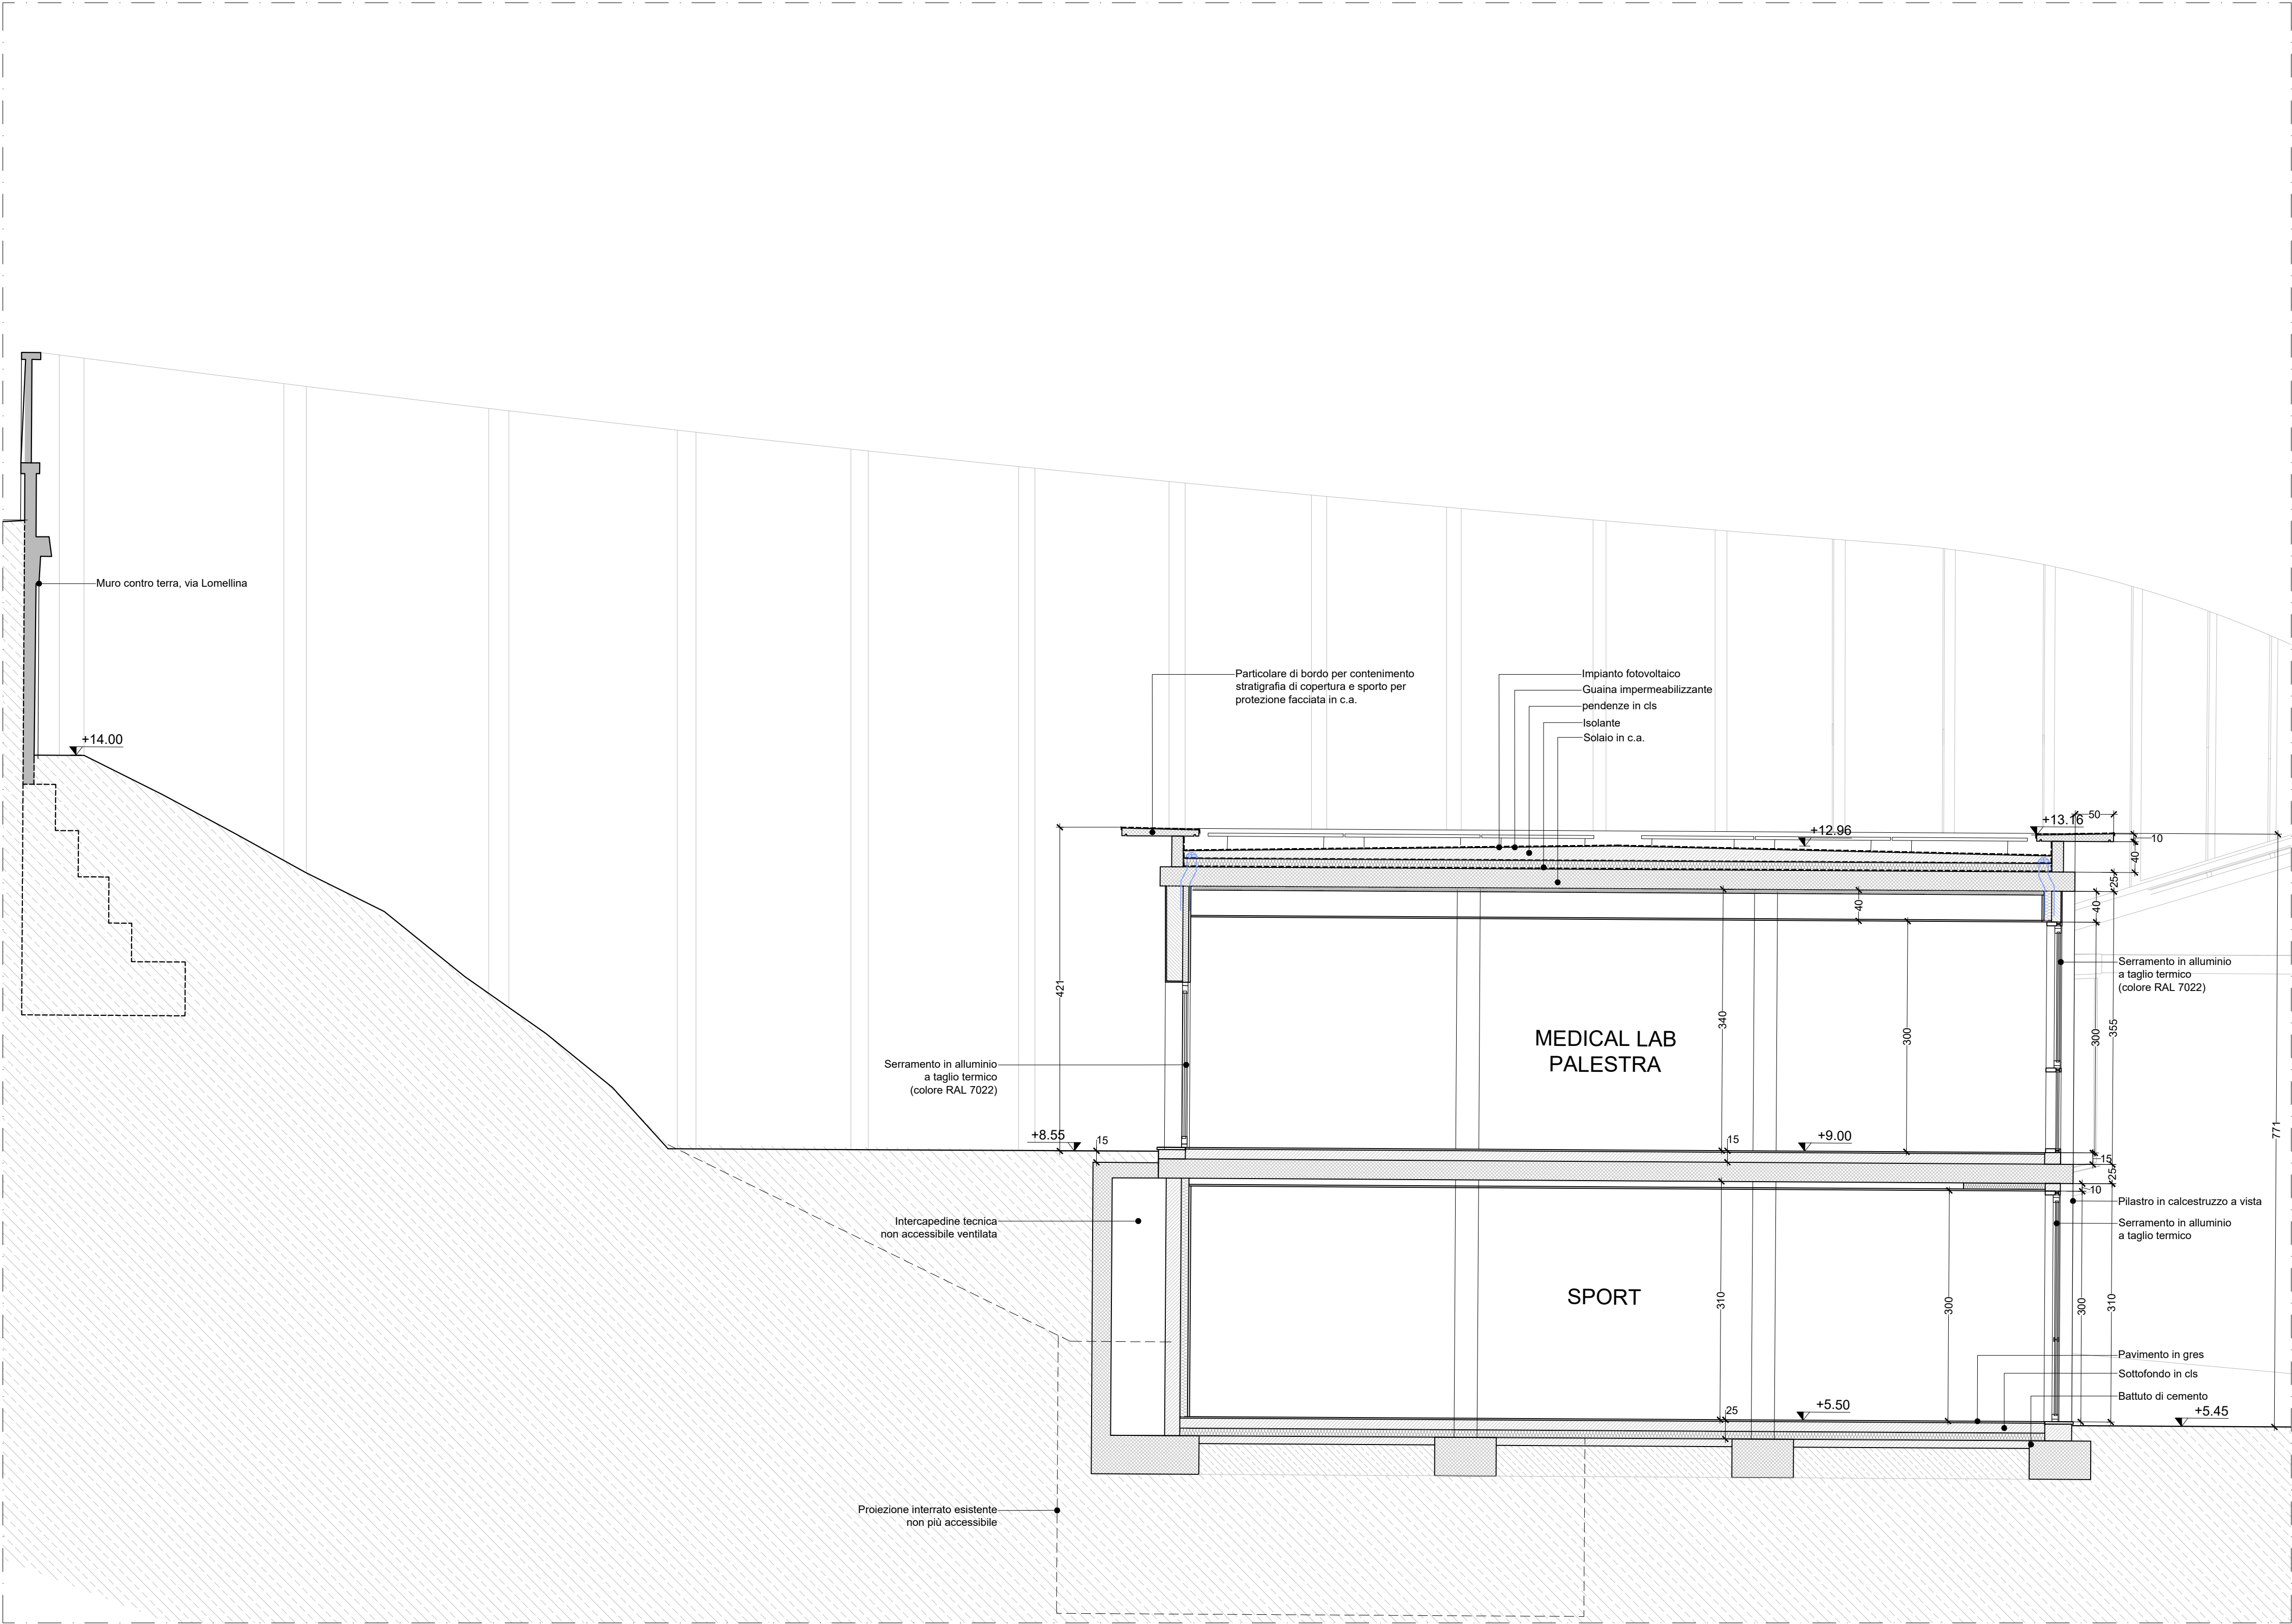 Muro contro terra, via Lomellina
+14.00
Particolare di bordo per contenimento
stratigrafia di copertura e sporto per
protezione facciata in c.a.
Impianto fotovoltaico
Guaina impermeabilizzante
pendenze in cls
Isolante
Solaio in c.a.
50
+13.16
+12.96
10
40
25
40
40
421
Serramento in alluminio
a taglio termico
(colore RAL 7022)
MEDICAL LAB
PALESTRA
340
300
300
355
771
Serramento in alluminio
a taglio termico
(colore RAL 7022)
+8.55
15
15
+9.00
15
25
10
Intercapedine tecnica
non accessibile ventilata
Pilastro in calcestruzzo a vista
Serramento in alluminio
a taglio termico
SPORT
310
300
300
310
Pavimento in gres
Sottofondo in cls
Battuto di cemento
25
+5.50
+5.45
Proiezione interrato esistente
non più accessibile